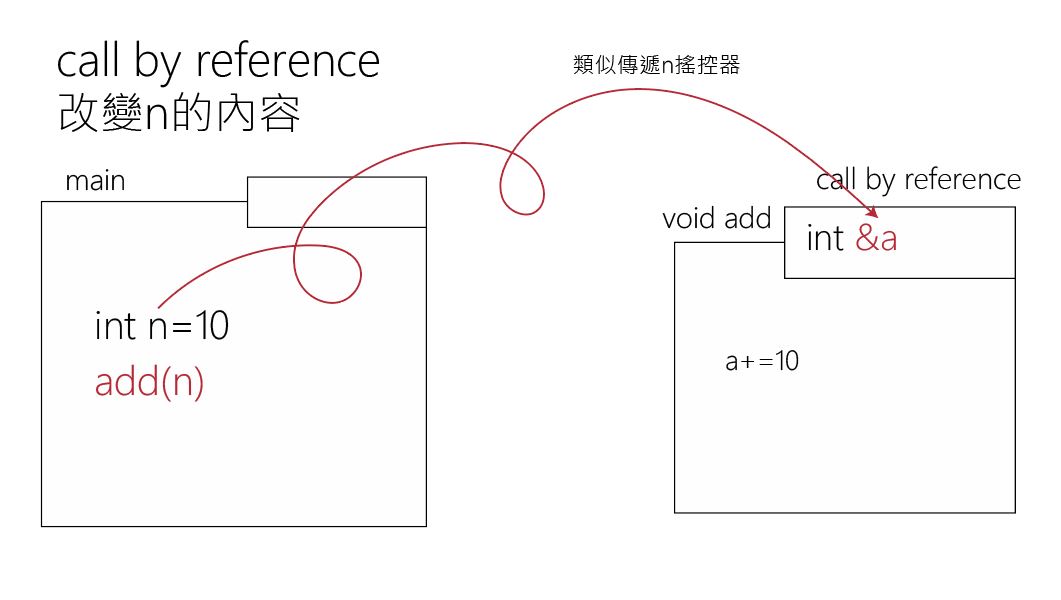 call by reference
改變n的內容
類似傳遞n搖控器
main
int n=10
add(n)
call by reference
void add
int &a
a+=10